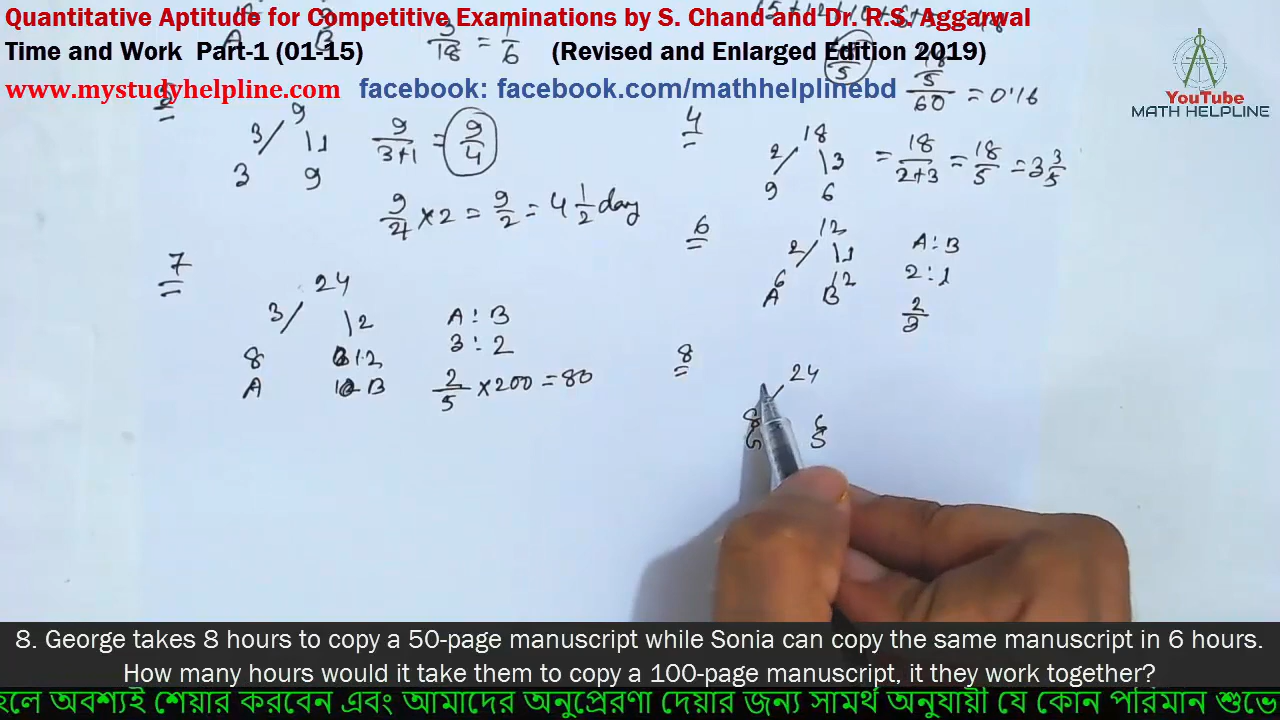 Quantitative Aptitude for Competitive Examinations by S. Chand and Dr. R.S. Aggarwal
Time and Work Part-1 (01-15) (Revised and Enlarged Edition 2019)
www.mystudyhelpline.com facebook: facebook.com/mathhelplinebd
YouTube
MATH HELPLINE
A B
3/18 = 1/6
/60 = 0'16
9
3 1
3 9
9/3+1 = 9/4
9/4 × 2 = 9/2 = 4 1/2 day
4
18
2 3
9 6
= 18/2+3 = 18/5 = 3 3/5
6
12
2 1
6 12
A B
A : B
2 : 1
2/3
7
24
3 2
8 12
A B
A : B
3 : 2
2/5 × 200 = 80
8
24
8 6
G S
8. George takes 8 hours to copy a 50-page manuscript while Sonia can copy the same manuscript in 6 hours.
How many hours would it take them to copy a 100-page manuscript, it they work together?
হলে অবশ্যই শেয়ার করবেন এবং আমাদের অনুপ্রেরণা দেয়ার জন্য সামর্থ অনুযায়ী যে কোন পরিমান শুভে